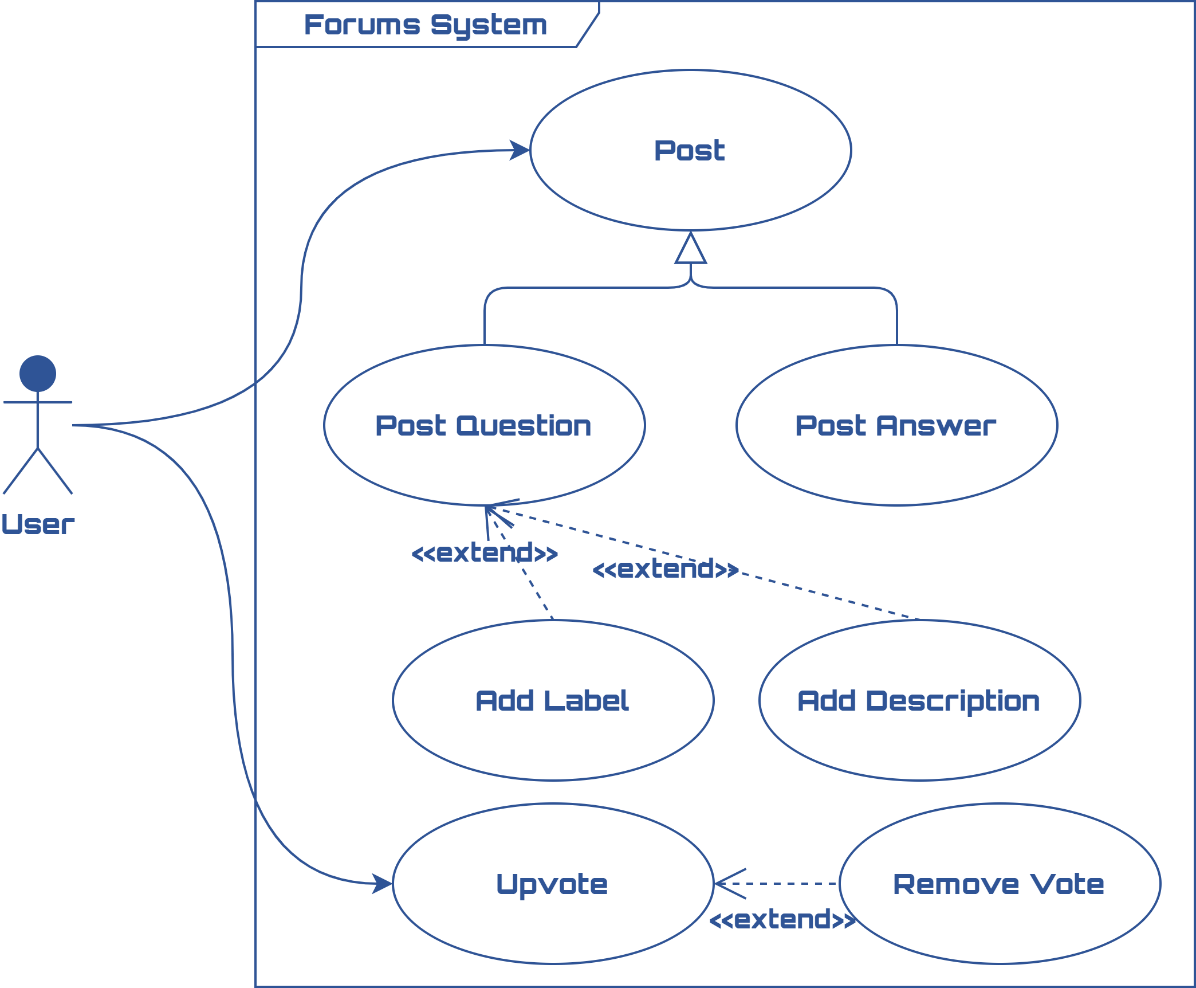 Forums System
Post
Post Question
Post Answer
User
<<extend>>
<<extend>>
Add Label
Add Description
Upvote
Remove Vote
<<extend>>